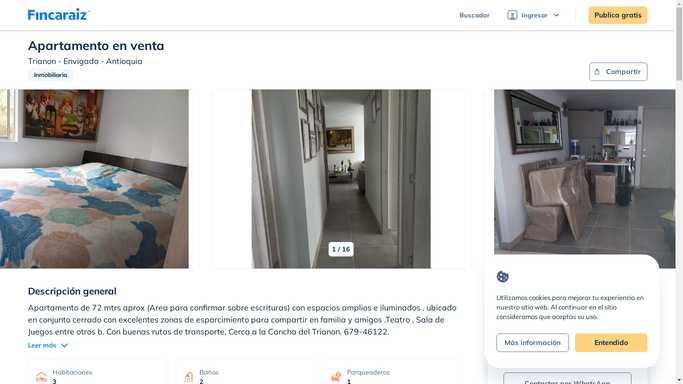 Fincaraiz
Buscador
Ingresar
Publica gratis
Apartamento en venta
Trianon - Envigado - Antioquia
Inmobiliaria
Compartir
1 / 16
Descripción general
Apartamento de 72 mtrs aprox (Area para confirmar sobre escrituras) con espacios amplios e iluminados , ubicado
en conjunto cerrado con excelentes zonas de esparcimiento para compartir en familia y amigos .Teatro , Sala de
Juegos entre otros b. Con buenas rutas de transporte, Cerca a la Cancha del Trianon. 679-46122.
Leer más
Habitaciones
3
Baños
2
Parqueaderos
1
Utilizamos cookies para mejorar tu experiencia en
nuestro sitio web. Al continuar en el sitio
consideramos que aceptas su uso.
Más información
Entendido
Contactar por WhatsApp